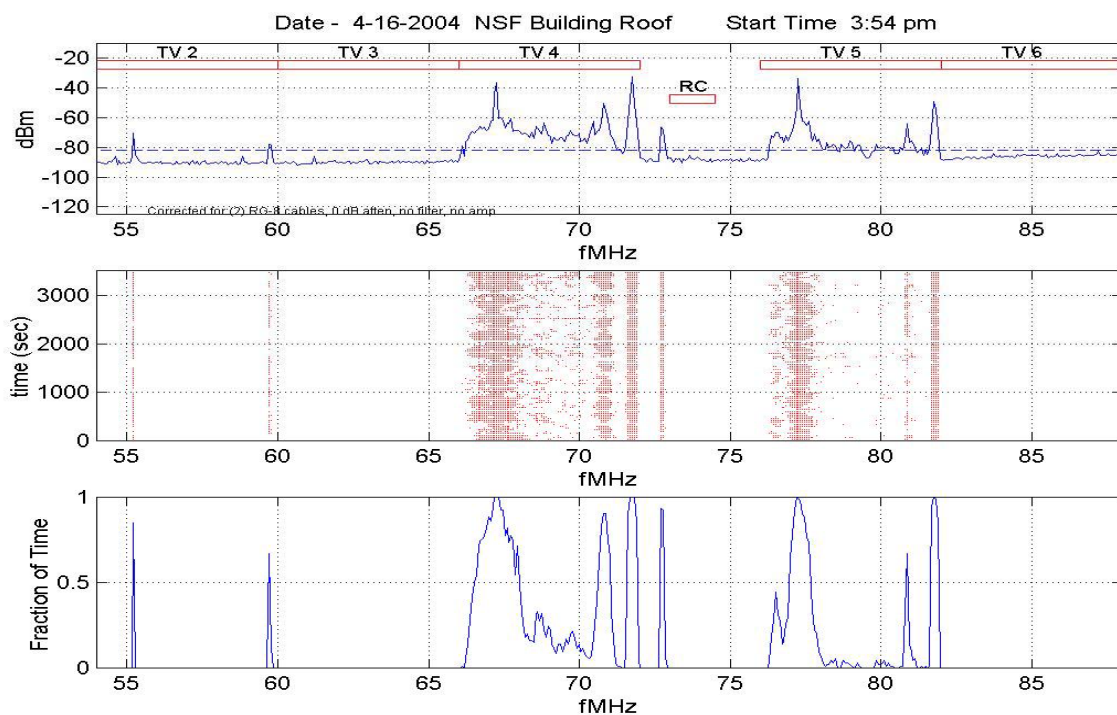 Date - 4-16-2004 NSF Building Roof Start Time 3:54 pm
TV 2 TV 3 TV 4 TV 5 TV 6
RC
-20
-40
-60
-80
-100
-120
dBm
Corrected for (2) RG-8 cables, 0 dB atten, no filter, no amp
55 60 65 70 75 80 85
fMHz
3000
2000
1000
0
time (sec)
55 60 65 70 75 80 85
fMHz
1
0.5
0
Fraction of Time
55 60 65 70 75 80 85
fMHz